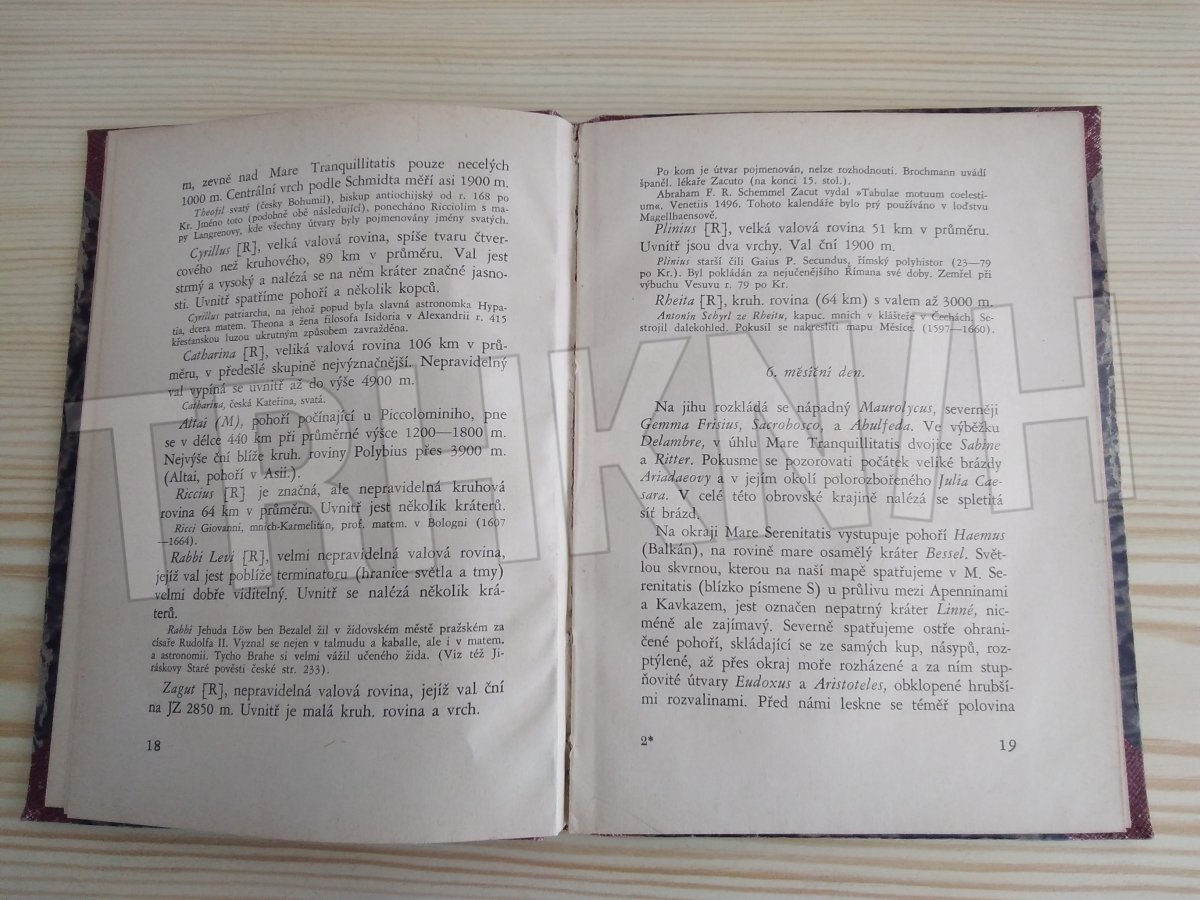 m, zevně nad Mare Tranquillitatis pouze necelých
1000 m. Centrální vrch podle Schmidta měří asi 1900 m.
Theofil svatý (česky Bohumil), biskup antiochijský od r. 168 po
Kr. Jméno toto (podobně obě následující), ponecháno Ricciolim s ma-
py Langrenovy, kde všechny útvary byly pojmenovány jmény svatých.
Cyrillus [R], velká valová rovina, spíše tvaru čtver-
cového než kruhového, 89 km v průměru. Val jest
strmý a vysoký a nalézá se na něm kráter značné jasno-
sti. Uvnitř spatříme pohoří a několik kopců.
Cyrillus patriarcha, na jehož popud byla slavná astronomka Hypa-
tia, dcera matem. Theona a žena filosofa Isidoria v Alexandrii r. 415
křesťanskou luzou ukrutným způsobem zavražděna.
Catharina [R], veliká valová rovina 106 km v prů-
měru, v předešlé skupině nejvýznačnější. Nepravidelný
val vypíná se uvnitř až do výše 4900 m.
Catharina, česká Kateřina, svatá.
Altai (M), pohoří počínající u Piccolominiho, pne
se v délce 440 km při průměrné výšce 1200—1800 m.
Nejvýše ční blíže kruh. roviny Polybius přes 3900 m.
(Altai, pohoří v Asii.)
Riccius [R] je značná, ale nepravidelná kruhová
rovina 64 km v průměru. Uvnitř jest několik kráterů.
Ricci Giovanni, mnich-Karmelitán, prof. matem. v Bologni (1607
—1664).
Rabbi Levi [R], velmi nepravidelná valová rovina,
jejíž val jest poblíže terminatoru (hranice světla a tmy)
velmi dobře viditelný. Uvnitř se nalézá několik krá-
terů.
Rabbi Jehuda Löw ben Bezalel žil v židovském městě pražském za
císaře Rudolfa II. Vyznal se nejen v talmudu a kaballe, ale i v matem.
a astronomii. Tycho Brahe si velmi vážil učeného žida. (Viz též Ji-
ráskovy Staré pověsti české str. 233).
Zagut [R], nepravidelná valová rovina, jejíž val ční
na JZ 2850 m. Uvnitř je malá kruh. rovina a vrch.
18
Po kom je útvar pojmenován, nelze rozhodnouti. Brochmann uvádí
španěl. lékaře Zacuto (na konci 15. stol.).
Abraham F. R. Schemmel Zacut vydal »Tabulae motuum coelesti-
um«. Venetiis 1496. Tohoto kalendáře bylo prý používáno v loďstvu
Magellhaensově.
Plinius [R], velká valová rovina 51 km v průměru.
Uvnitř jsou dva vrchy. Val ční 1900 m.
Plinius starší čili Gaius P. Secundus, římský polyhistor (23—79
po Kr.). Byl pokládán za nejučenějšího Římana své doby. Zemřel při
výbuchu Vesuvu r. 79 po Kr.
Rheita [R], kruh. rovina (64 km) s valem až 3000 m.
Antonín Schyrl ze Rheitu, kapuc. mnich v klášteře v Čechách. Se-
strojil dalekohled. Pokusil se nakresliti mapu Měsíce. (1597—1660).
6. měsíční den.
Na jihu rozkládá se nápadný Maurolycus, severněji
Gemma Frisius, Sacrobosco, a Abulfeda. Ve výběžku
Delambre, v úhlu Mare Tranquillitatis dvojice Sabine
a Ritter. Pokusme se pozorovati počátek veliké brázdy
Ariadaeovy a v jejím okolí polorozbořeného Julia Cae-
sara. V celé této obrovské krajině nalézá se spletitá
síť brázd.
Na okraji Mare Serenitatis vystupuje pohoří Haemus
(Balkán), na rovině mare osamělý kráter Bessel. Svět-
lou skvrnou, kterou na naší mapě spatřujeme v M. Se-
renitatis (blízko písmene S) u průlivu mezi Apenninami
a Kavkazem, jest označen nepatrný kráter Linné, nic-
méně ale zajímavý. Severně spatřujeme ostře ohrani-
čené pohoří, skládající se ze samých kup, násypů, roz-
ptýlené, až přes okraj moře rozházené a za ním stup-
ňovité útvary Eudoxus a Aristoteles, obklopené hrubší-
mi rozvalinami. Před námi leskne se téměř polovina
2*
19
TRHKNIH